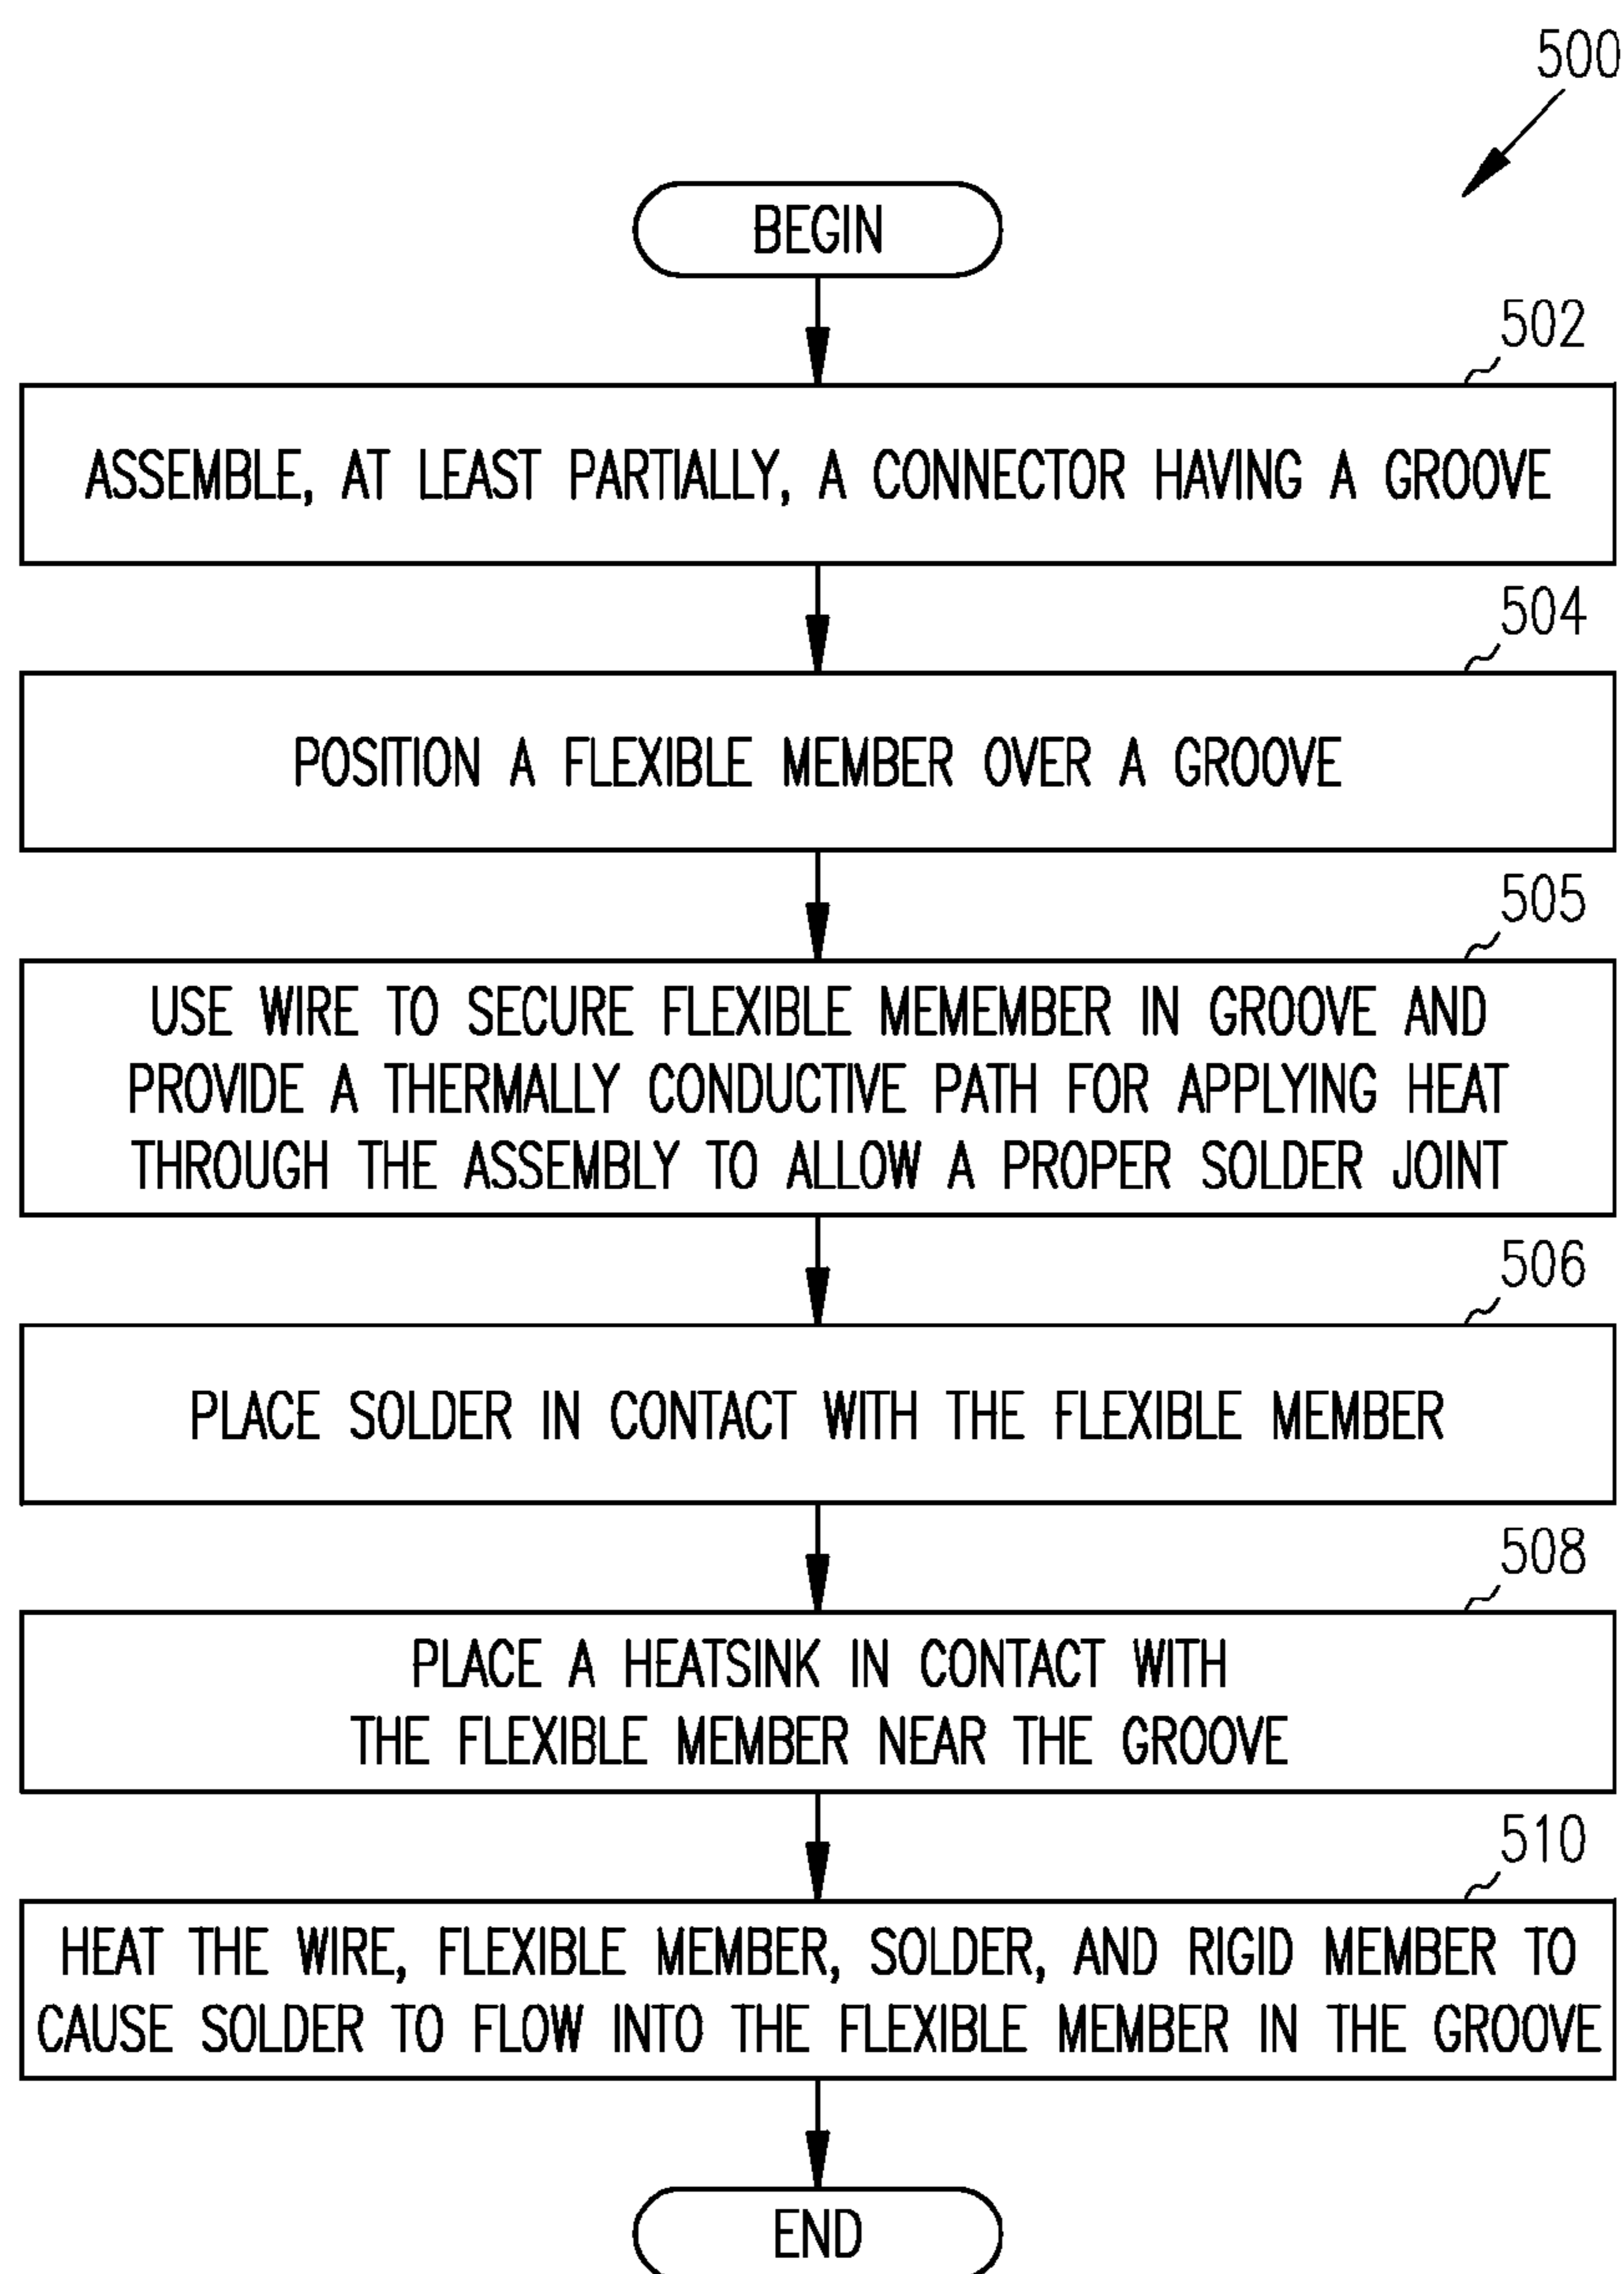 500
BEGIN
502
ASSEMBLE, AT LEAST PARTIALLY, A CONNECTOR HAVING A GROOVE
504
POSITION A FLEXIBLE MEMBER OVER A GROOVE
505
USE WIRE TO SECURE FLEXIBLE MEMEMBER IN GROOVE AND
PROVIDE A THERMALLY CONDUCTIVE PATH FOR APPLYING HEAT
THROUGH THE ASSEMBLY TO ALLOW A PROPER SOLDER JOINT
506
PLACE SOLDER IN CONTACT WITH THE FLEXIBLE MEMBER
508
PLACE A HEATSINK IN CONTACT WITH
THE FLEXIBLE MEMBER NEAR THE GROOVE
510
HEAT THE WIRE, FLEXIBLE MEMBER, SOLDER, AND RIGID MEMBER TO
CAUSE SOLDER TO FLOW INTO THE FLEXIBLE MEMBER IN THE GROOVE
END